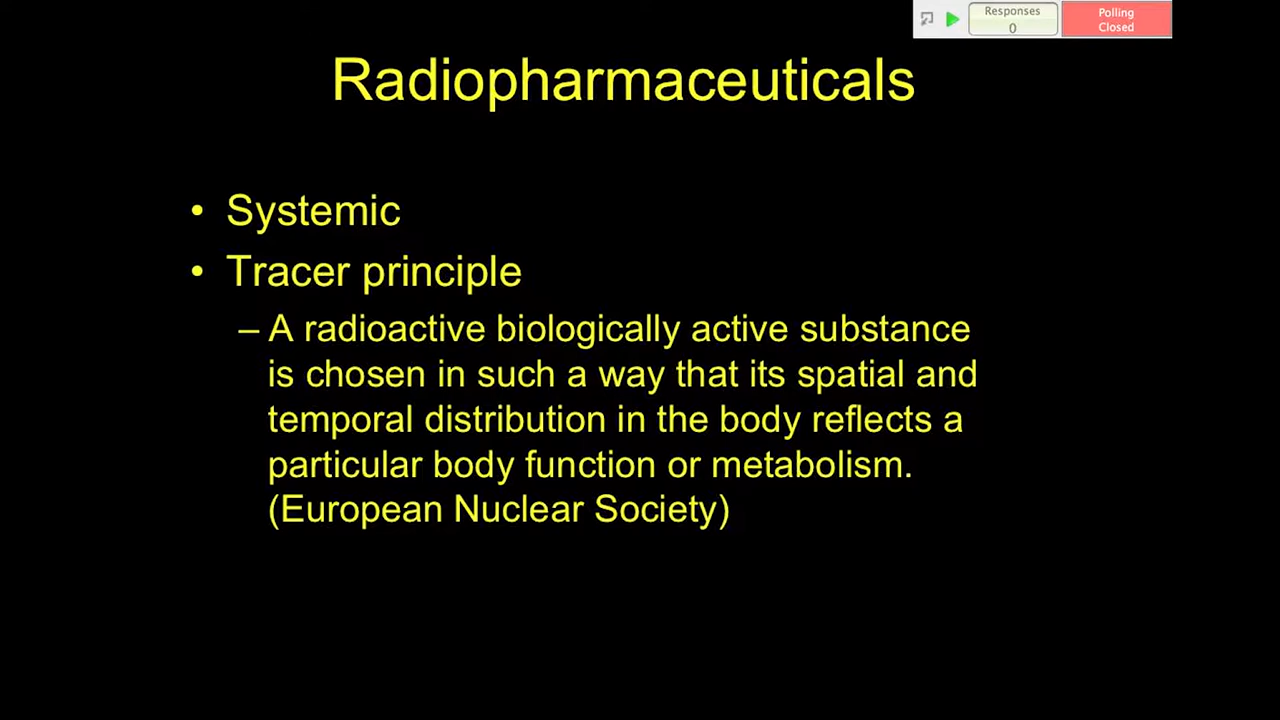 Responses
0
Polling
Closed
Radiopharmaceuticals
• Systemic
• Tracer principle
– A radioactive biologically active substance
is chosen in such a way that its spatial and
temporal distribution in the body reflects a
particular body function or metabolism.
(European Nuclear Society)